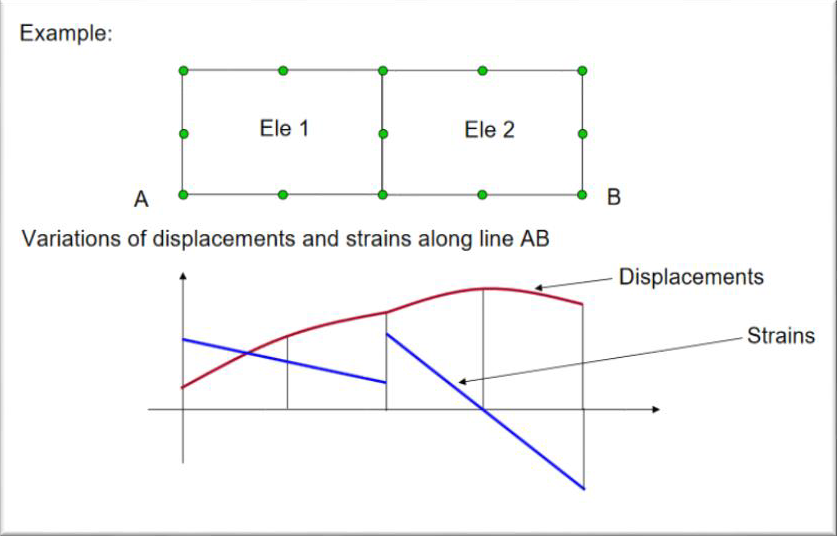 Example:
Ele 1
Ele 2
A
B
Variations of displacements and strains along line AB
Displacements
Strains